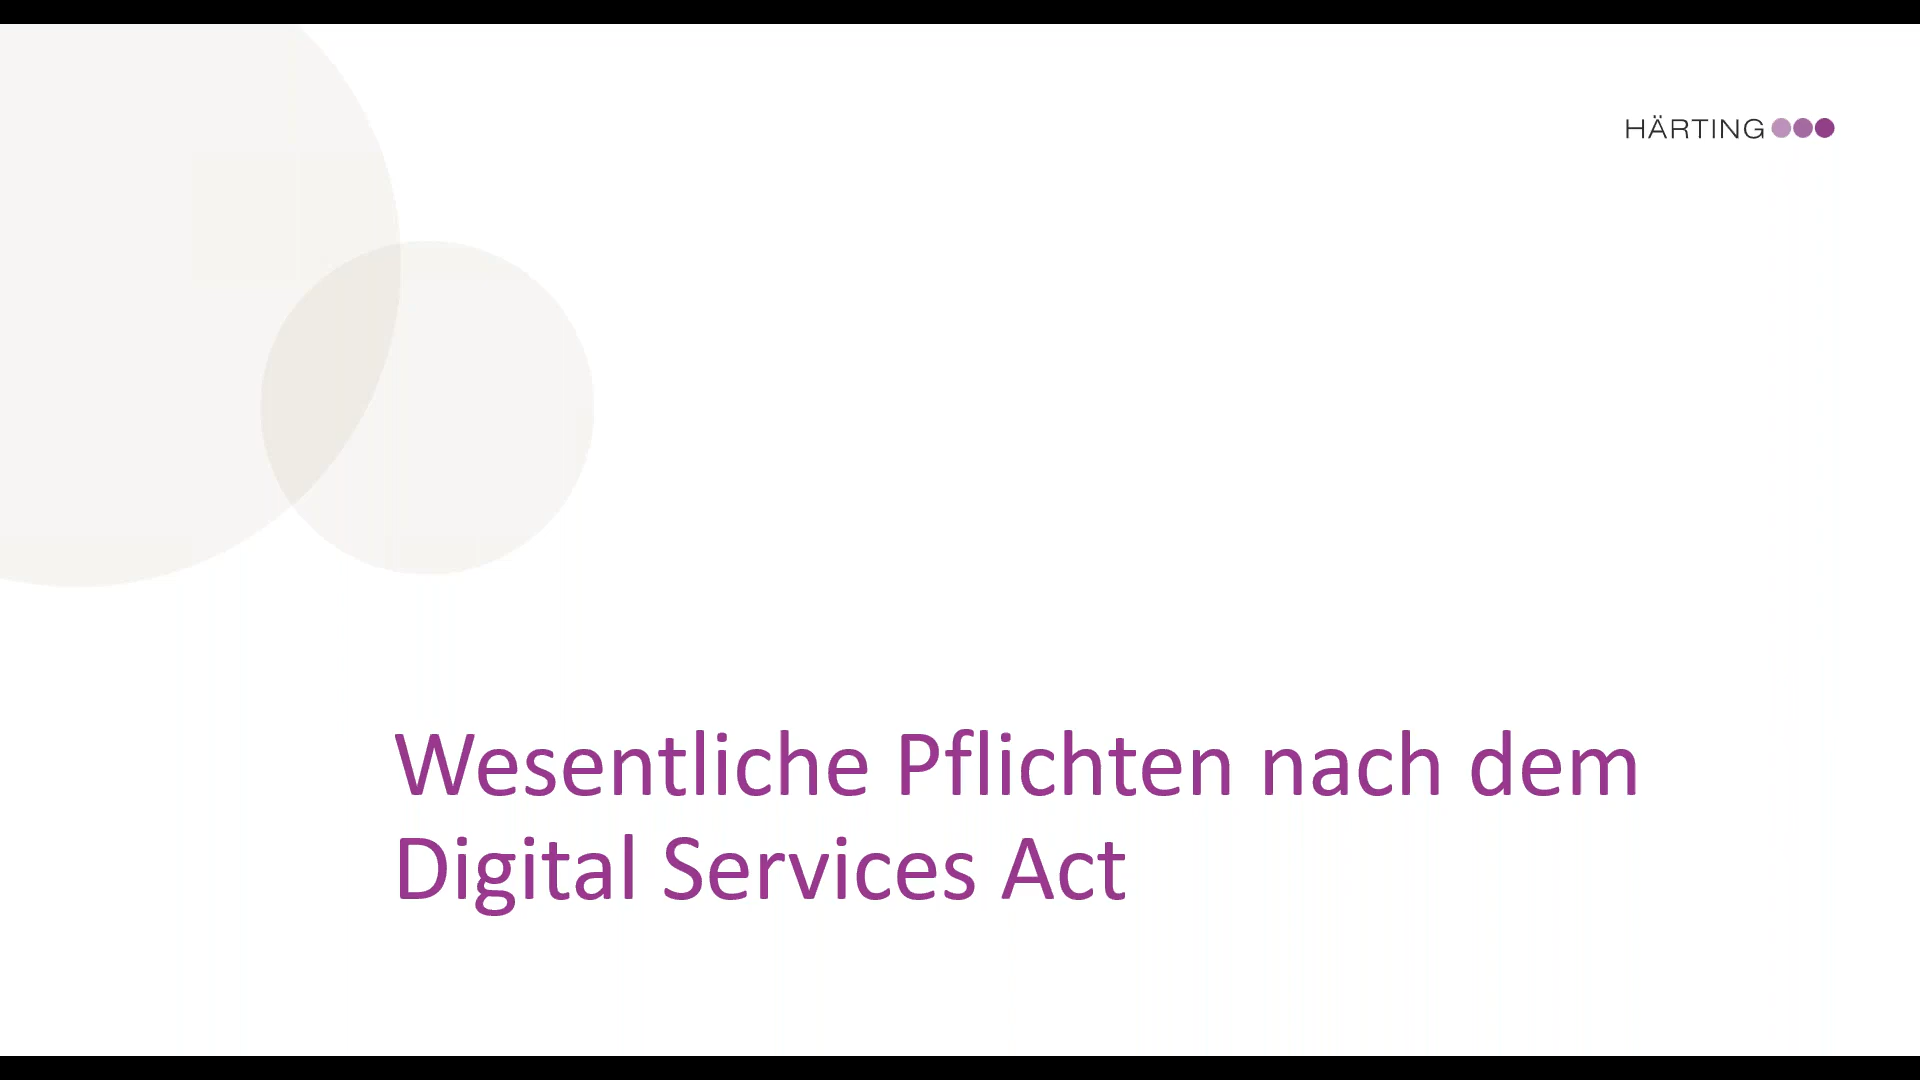 HÄRTING
Wesentliche Pflichten nach dem
Digital Services Act